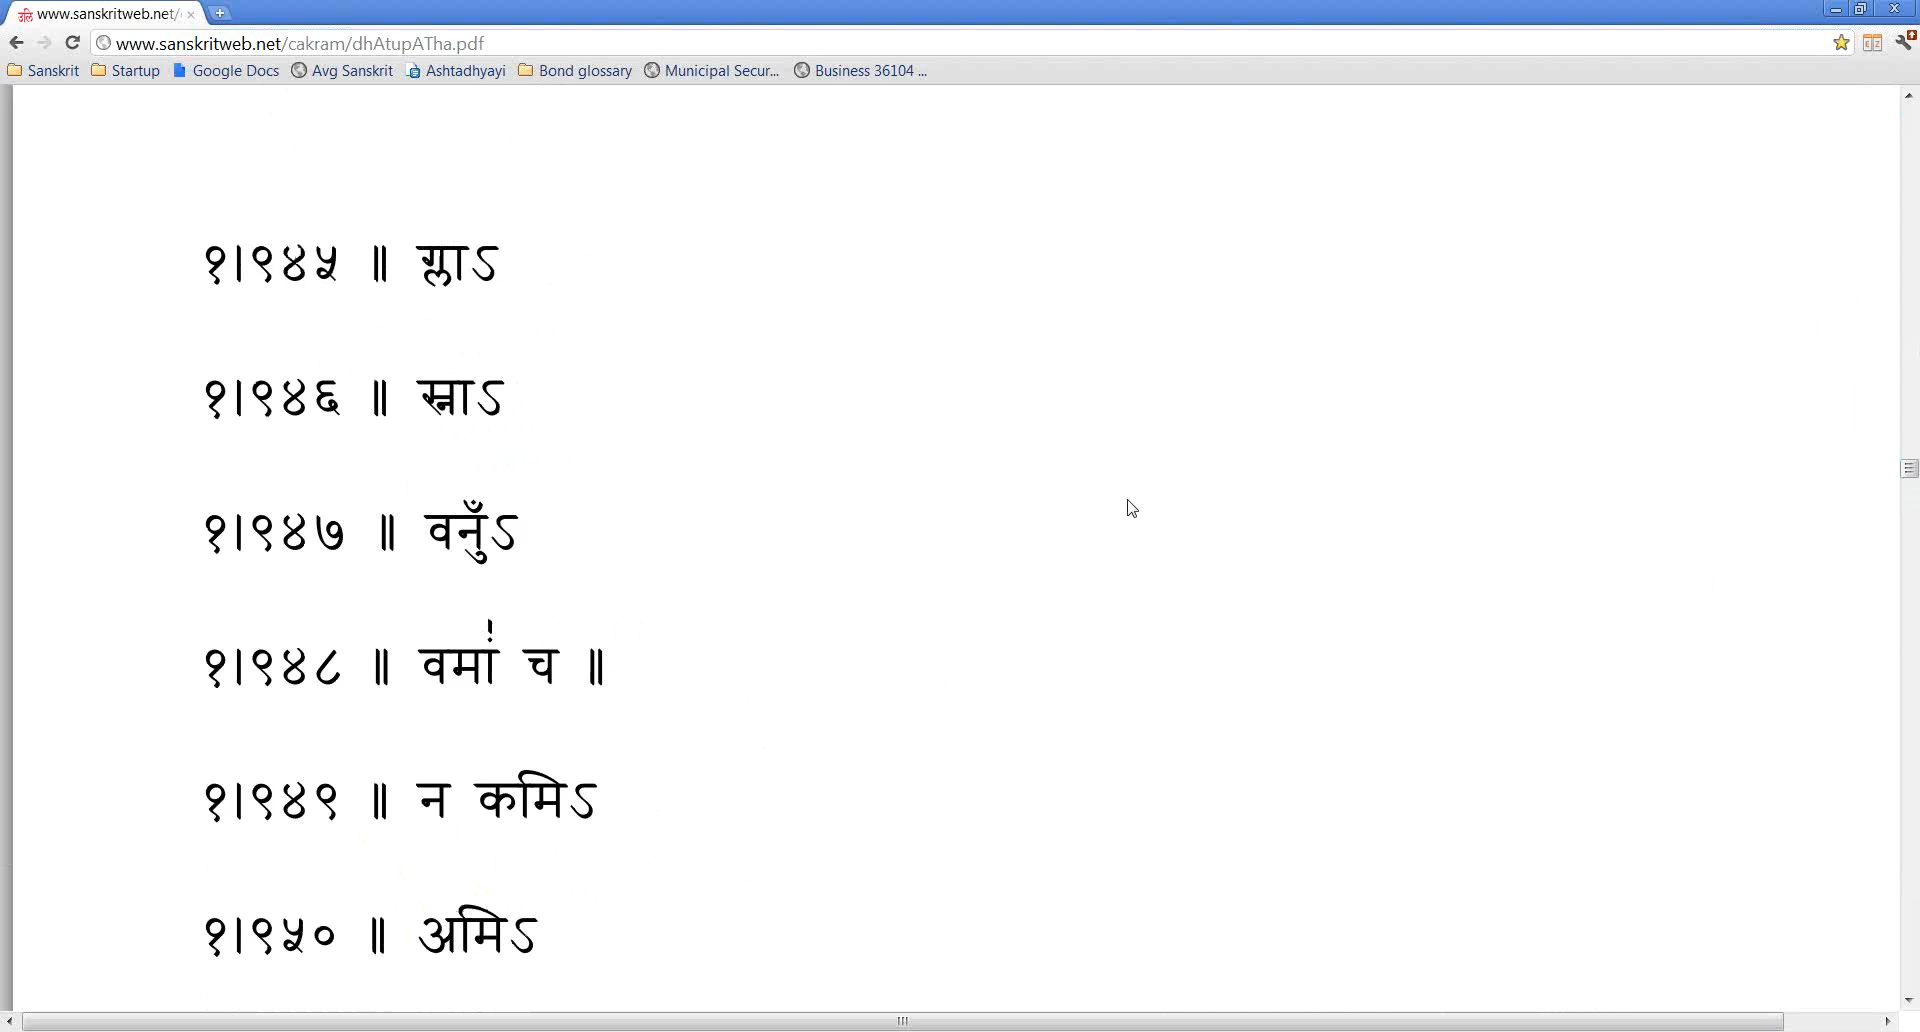 www.sanskritweb.net/
www.sanskritweb.net/cakram/dhAtupATha.pdf
Sanskrit Startup Google Docs Avg Sanskrit Ashtadhyayi Bond glossary Municipal Secur... Business 36104 ...
१।९४५ ॥ ग्लाऽ
१।९४६ ॥ स्नाऽ
१।९४७ ॥ वनुँऽ
१।९४८ ॥ वमां॑ च ॥
१।९४९ ॥ न कमिऽ
१।९५० ॥ अमिऽ